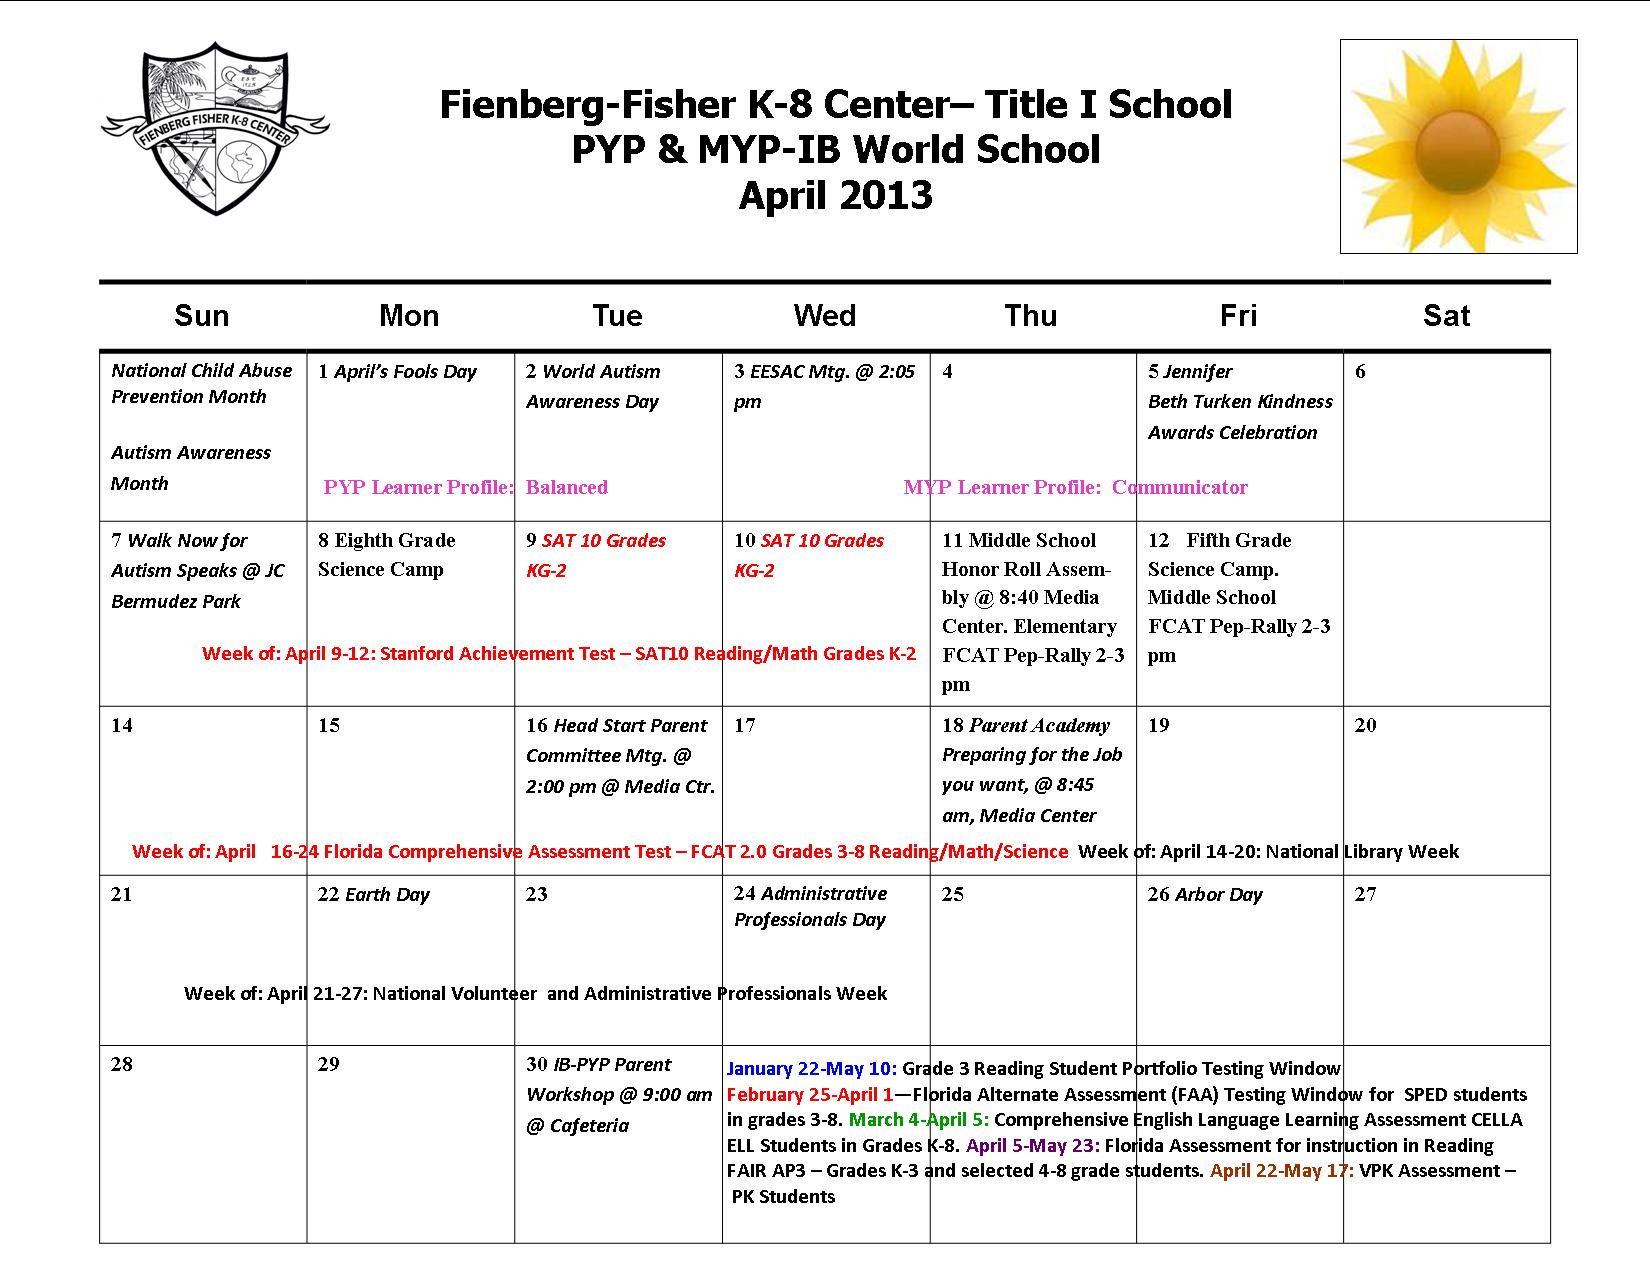 EST. 1920
FIENBERG FISHER K-8 CENTER
Fienberg-Fisher K-8 Center– Title I School
PYP & MYP-IB World School
April 2013
Sun Mon Tue Wed Thu Fri Sat
National Child Abuse
Prevention Month
Autism Awareness
Month
1 April’s Fools Day
2 World Autism
Awareness Day
3 EESAC Mtg. @ 2:05
pm
4
5 Jennifer
Beth Turken Kindness
Awards Celebration
6
PYP Learner Profile:  Balanced
MYP Learner Profile:  Communicator
7 Walk Now for
Autism Speaks @ JC
Bermudez Park
8 Eighth Grade
Science Camp
9 SAT 10 Grades
KG-2
10 SAT 10 Grades
KG-2
11 Middle School
Honor Roll Assem-
bly @ 8:40 Media
Center. Elementary
FCAT Pep-Rally 2-3
pm
12   Fifth Grade
Science Camp.
Middle School
FCAT Pep-Rally 2-3
pm
Week of: April 9-12: Stanford Achievement Test – SAT10 Reading/Math Grades K-2
14
15
16 Head Start Parent
Committee Mtg. @
2:00 pm @ Media Ctr.
17
18 Parent Academy
Preparing for the Job
you want, @ 8:45
am, Media Center
19
20
Week of: April   16-24 Florida Comprehensive Assessment Test – FCAT 2.0 Grades 3-8 Reading/Math/Science  Week of: April 14-20: National Library Week
21
22 Earth Day
23
24 Administrative
Professionals Day
25
26 Arbor Day
27
Week of: April 21-27: National Volunteer  and Administrative Professionals Week
28
29
30 IB-PYP Parent
Workshop @ 9:00 am
@ Cafeteria
January 22-May 10: Grade 3 Reading Student Portfolio Testing Window
February 25-April 1—Florida Alternate Assessment (FAA) Testing Window for  SPED students
in grades 3-8. March 4-April 5: Comprehensive English Language Learning Assessment CELLA
ELL Students in Grades K-8. April 5-May 23: Florida Assessment for instruction in Reading
FAIR AP3 – Grades K-3 and selected 4-8 grade students. April 22-May 17: VPK Assessment –
PK Students